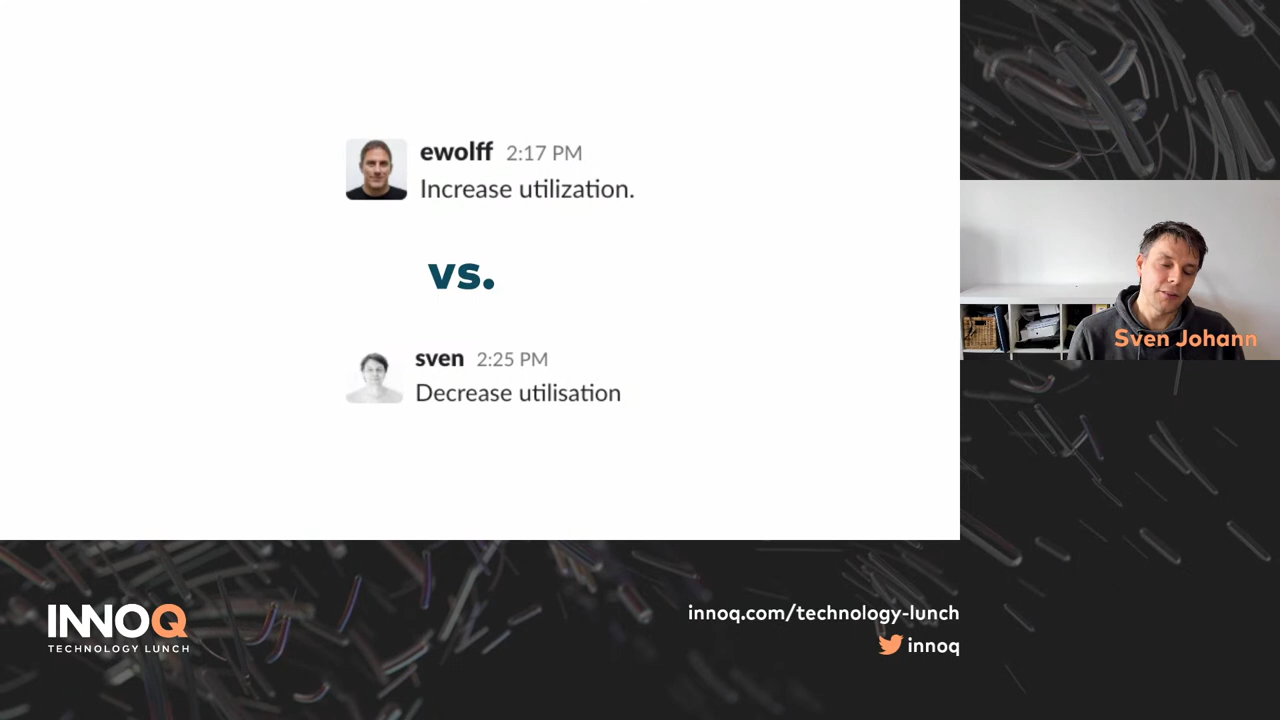 ewolff 2:17 PM
Increase utilization.
vs.
sven 2:25 PM
Decrease utilisation
Sven Johann
INNOQ
TECHNOLOGY LUNCH
innoq.com/technology-lunch
innoq